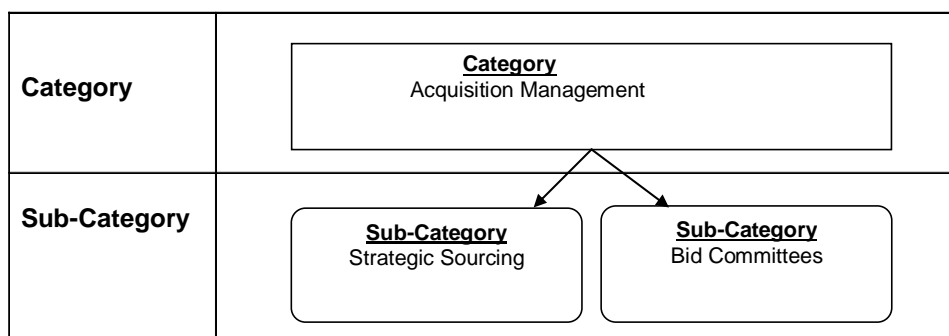 Category
Category
Acquisition Management
Sub-Category
Sub-Category
Strategic Sourcing
Sub-Category
Bid Committees